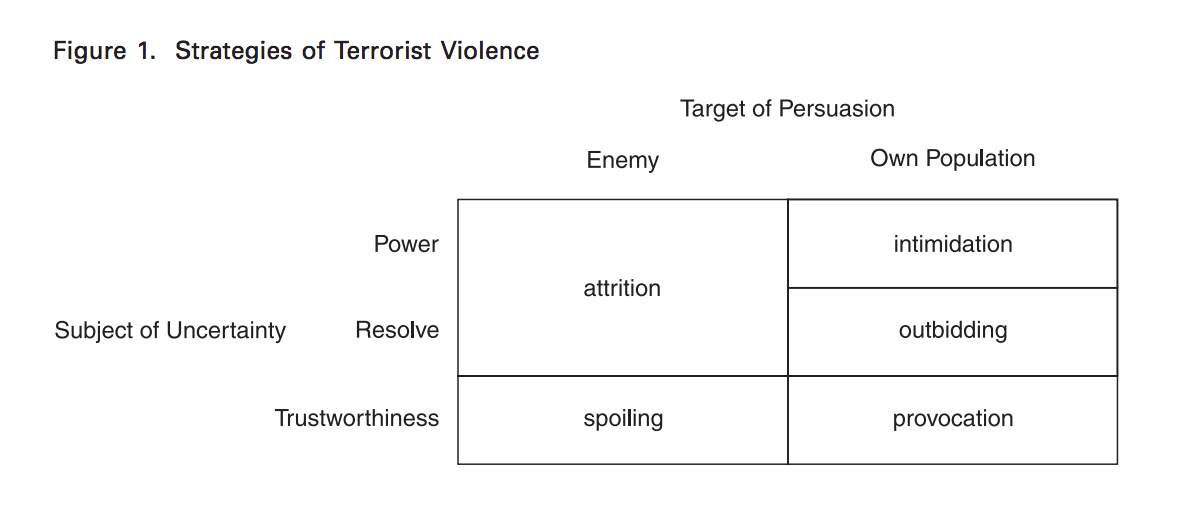 Figure 1. Strategies of Terrorist Violence
Target of Persuasion
Enemy Own Population
Power intimidation
attrition
Subject of Uncertainty Resolve outbidding
Trustworthiness spoiling provocation